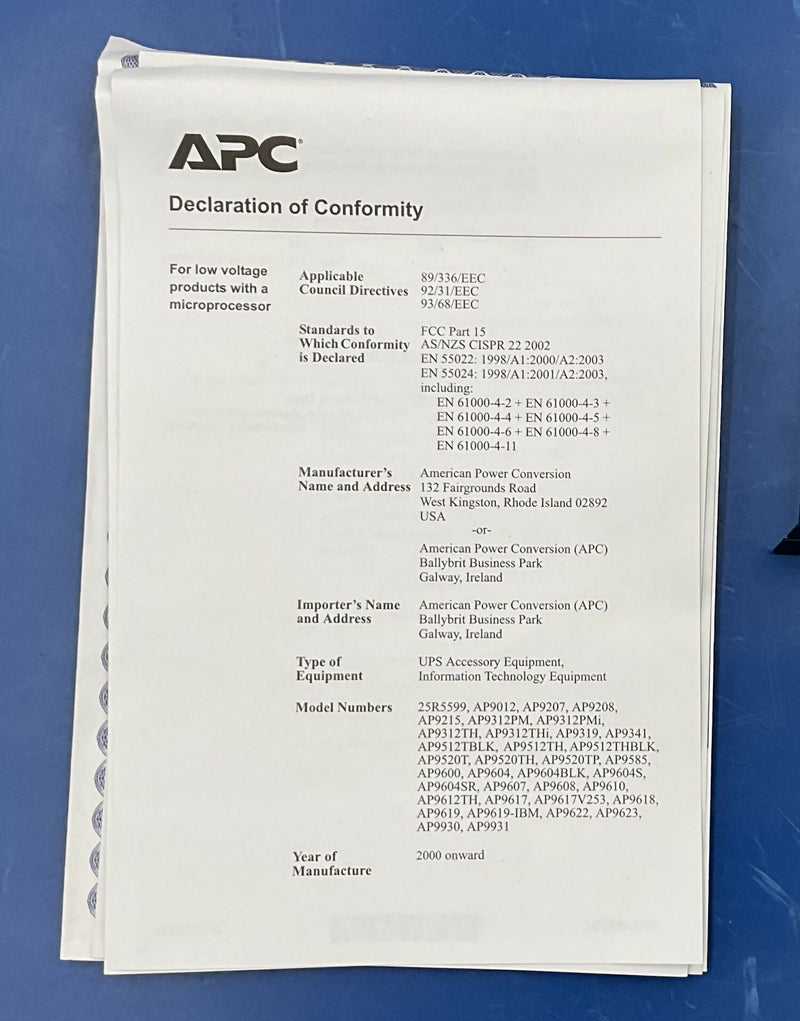 APC
Declaration of Conformity
For low voltage
products with a
microprocessor
Applicable
Council Directives
89/336/EEC
92/31/EEC
93/68/EEC
Standards to
Which Conformity
is Declared
FCC Part 15
AS/NZS CISPR 22 2002
EN 55022: 1998/A1:2000/A2:2003
EN 55024: 1998/A1:2001/A2:2003,
including:
EN 61000-4-2 + EN 61000-4-3 +
EN 61000-4-4 + EN 61000-4-5 +
EN 61000-4-6 + EN 61000-4-8 +
EN 61000-4-11
Manufacturer's
Name and Address
American Power Conversion
132 Fairgrounds Road
West Kingston, Rhode Island 02892
USA
-or-
American Power Conversion (APC)
Ballybrit Business Park
Galway, Ireland
Importer's Name
and Address
American Power Conversion (APC)
Ballybrit Business Park
Galway, Ireland
Type of
Equipment
UPS Accessory Equipment,
Information Technology Equipment
Model Numbers
25R5599, AP9012, AP9207, AP9208,
AP9215, AP9312PM, AP9312PMi,
AP9312TH, AP9312THi, AP9319, AP9341,
AP9512TBLK, AP9512TH, AP9512THBLK,
AP9520T, AP9520TH, AP9520TP, AP9585,
AP9600, AP9604, AP9604BLK, AP9604S,
AP9604SR, AP9607, AP9608, AP9610,
AP9612TH, AP9617, AP9617V253, AP9618,
AP9619, AP9619-IBM, AP9622, AP9623,
AP9930, AP9931
Year of
Manufacture
2000 onward